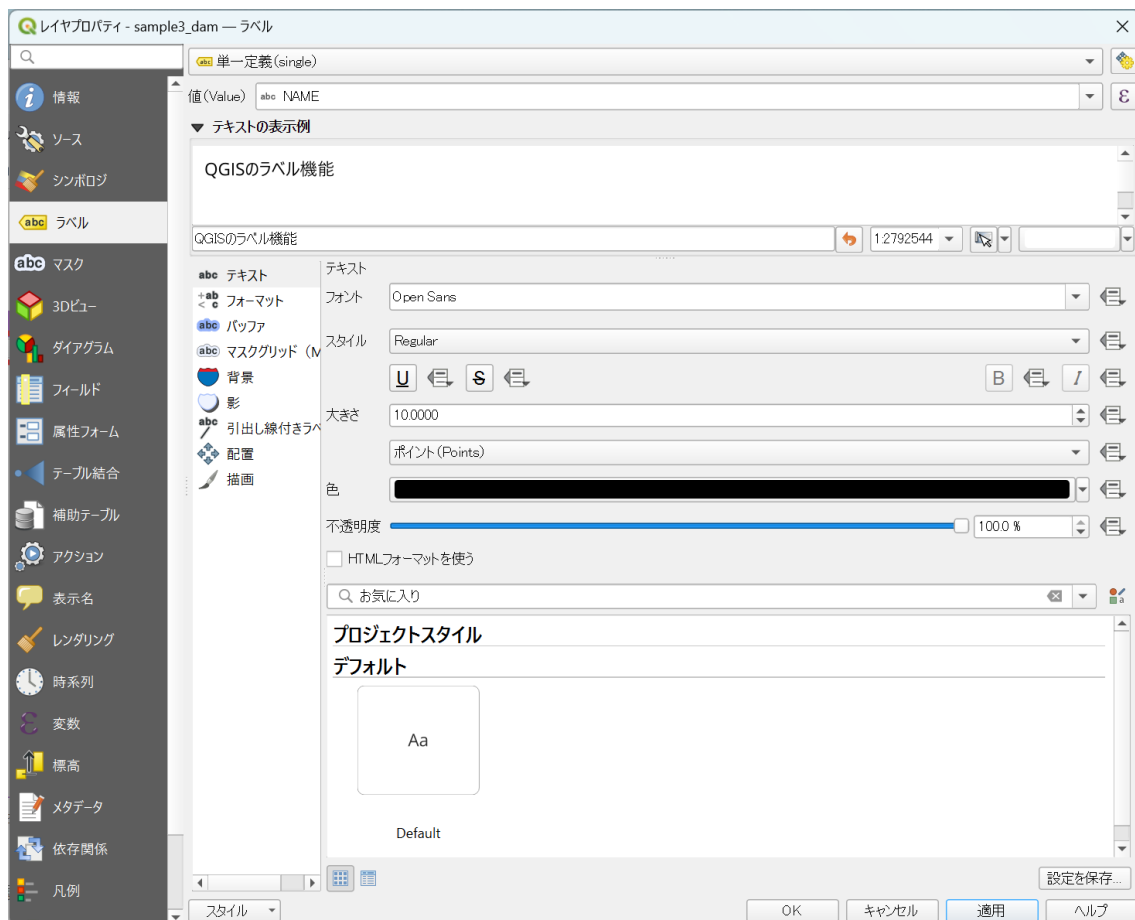 レイヤプロパティ - sample3_dam — ラベル
abc 単一定義(single)
情報
ソース
シンボロジ
abc ラベル
abc マスク
3Dビュー
ダイアグラム
フィールド
属性フォーム
テーブル結合
補助テーブル
アクション
表示名
レンダリング
時系列
変数
標高
メタデータ
依存関係
凡例
値(Value) abc NAME ε
テキストの表示例
QGISのラベル機能
QGISのラベル機能 1:2792544
abc テキスト
+ab < c フォーマット
abc バッファ
abc マスクグリッド (M
背景
影
abc 引出し線付きラベ
配置
描画
テキスト
フォント Open Sans
スタイル Regular
U S B I
大きさ 10.0000
ポイント(Points)
色
不透明度 100.0 %
HTMLフォーマットを使う
お気に入り
プロジェクトスタイル
デフォルト
Aa
Default
設定を保存...
スタイル OK キャンセル 適用 ヘルプ